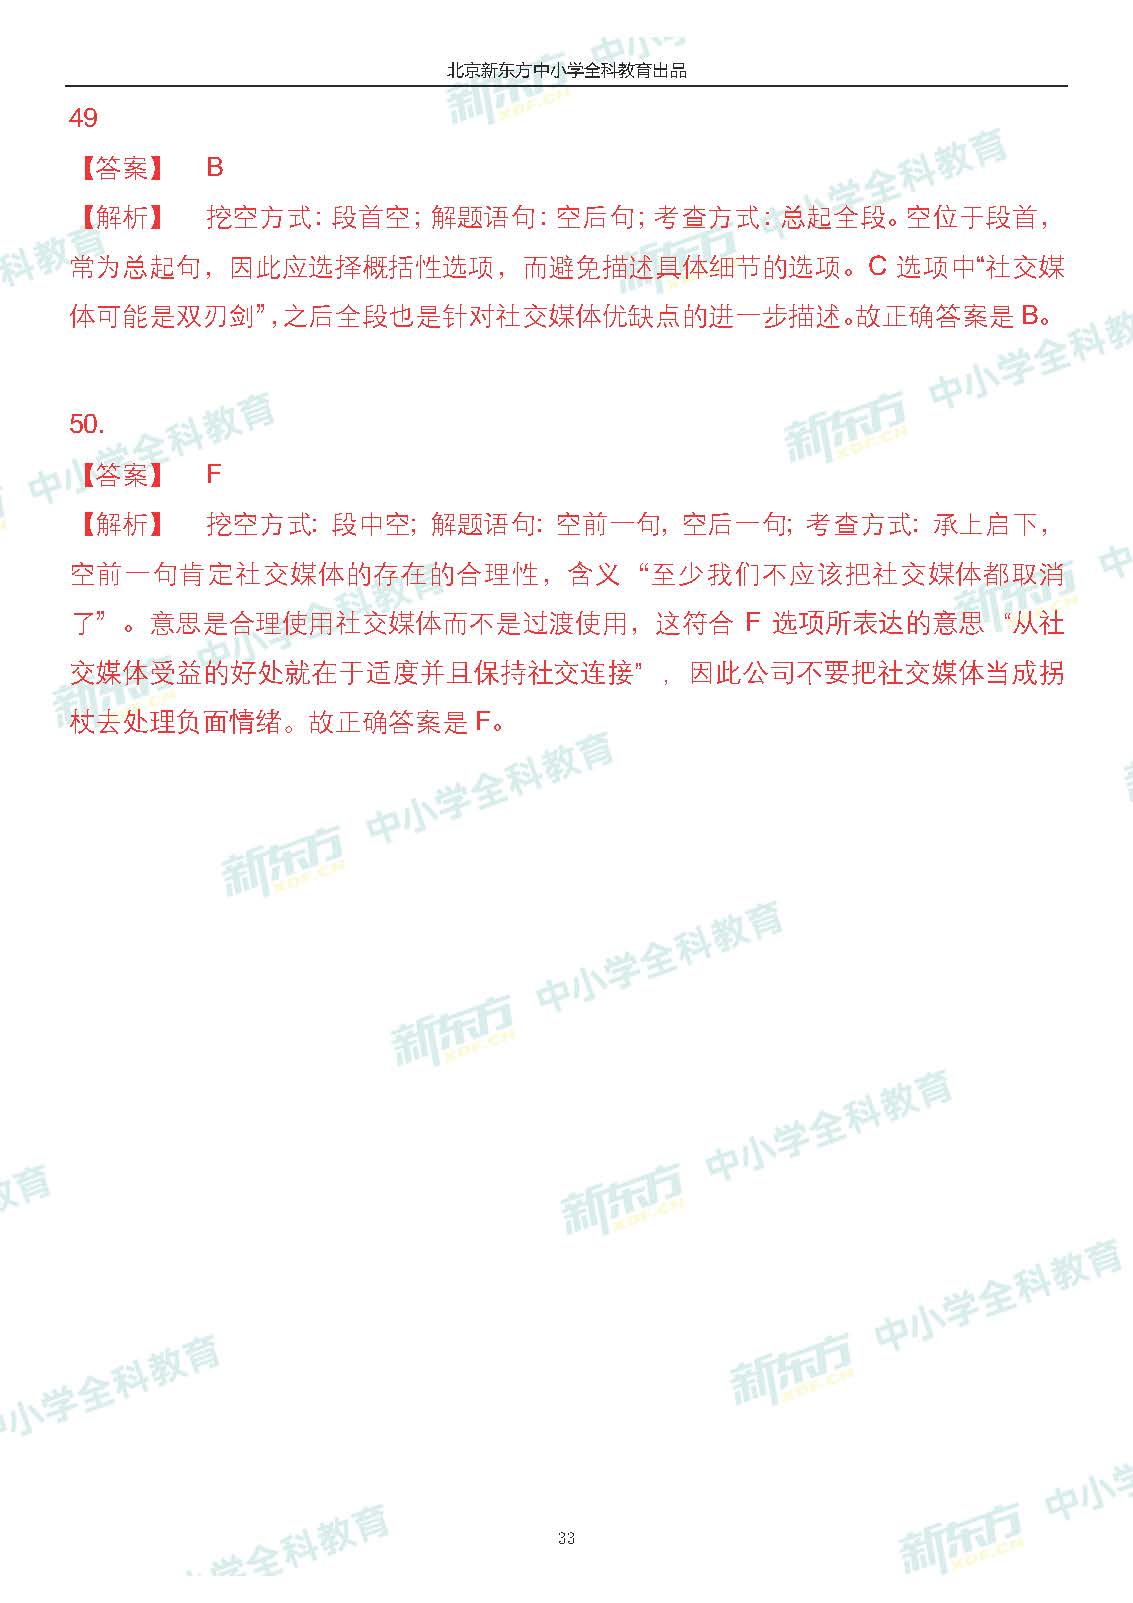 北京新东方中小学全科教育出品
49
【答案】 B
【解析】 挖空方式：段首空；解题语句：空后句；考查方式：总起全段。空位于段首，
常为总起句，因此应选择概括性选项，而避免描述具体细节的选项。C 选项中“社交媒
体可能是双刃剑”，之后全段也是针对社交媒体优缺点的进一步描述。故正确答案是 B。
50.
【答案】 F
【解析】 挖空方式：段中空；解题语句：空前一句，空后一句；考查方式：承上启下，
空前一句肯定社交媒体的存在的合理性，含义“至少我们不应该把社交媒体都取消
了”。意思是合理使用社交媒体而不是过渡使用，这符合 F 选项所表达的意思“从社
交媒体受益的好处就在于适度并且保持社交连接”，因此公司不要把社交媒体当成拐
杖去处理负面情绪。故正确答案是 F。
33
新东方 XDF.CN 中小学全科教育